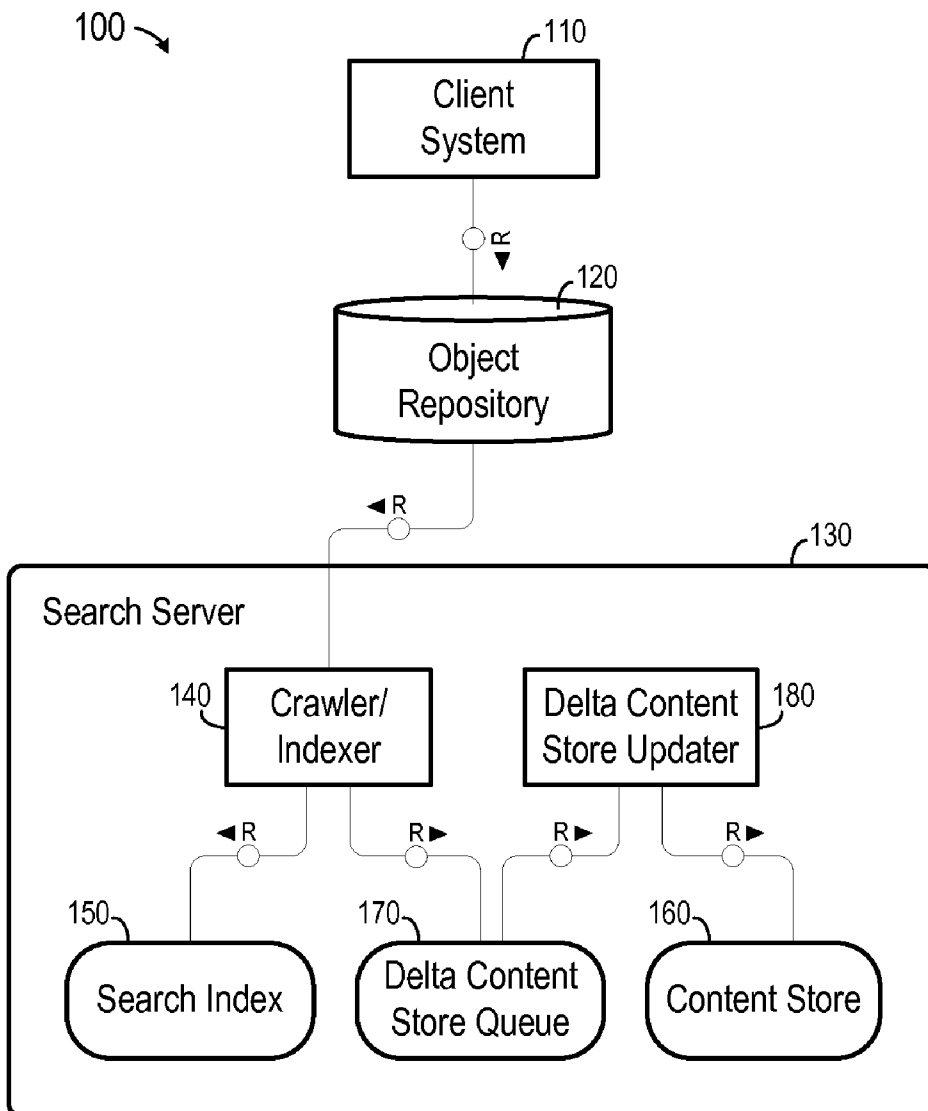 100
110
Client
System
R
120
Object
Repository
R
130
Search Server
140
Crawler/
Indexer
Delta Content
Store Updater
180
R
R
R
R
150
Search Index
170
Delta Content
Store Queue
160
Content Store